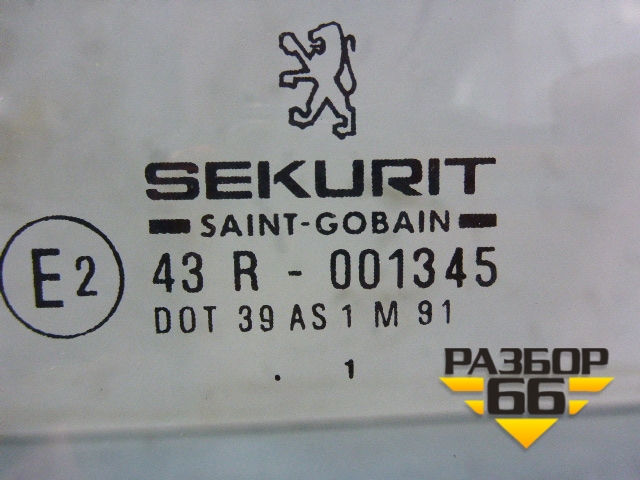 SEKURIT
SAINT-GOBAIN
E2
43 R - 001345
DOT 39 AS 1 M 91
. 1
РАЗБОР
66